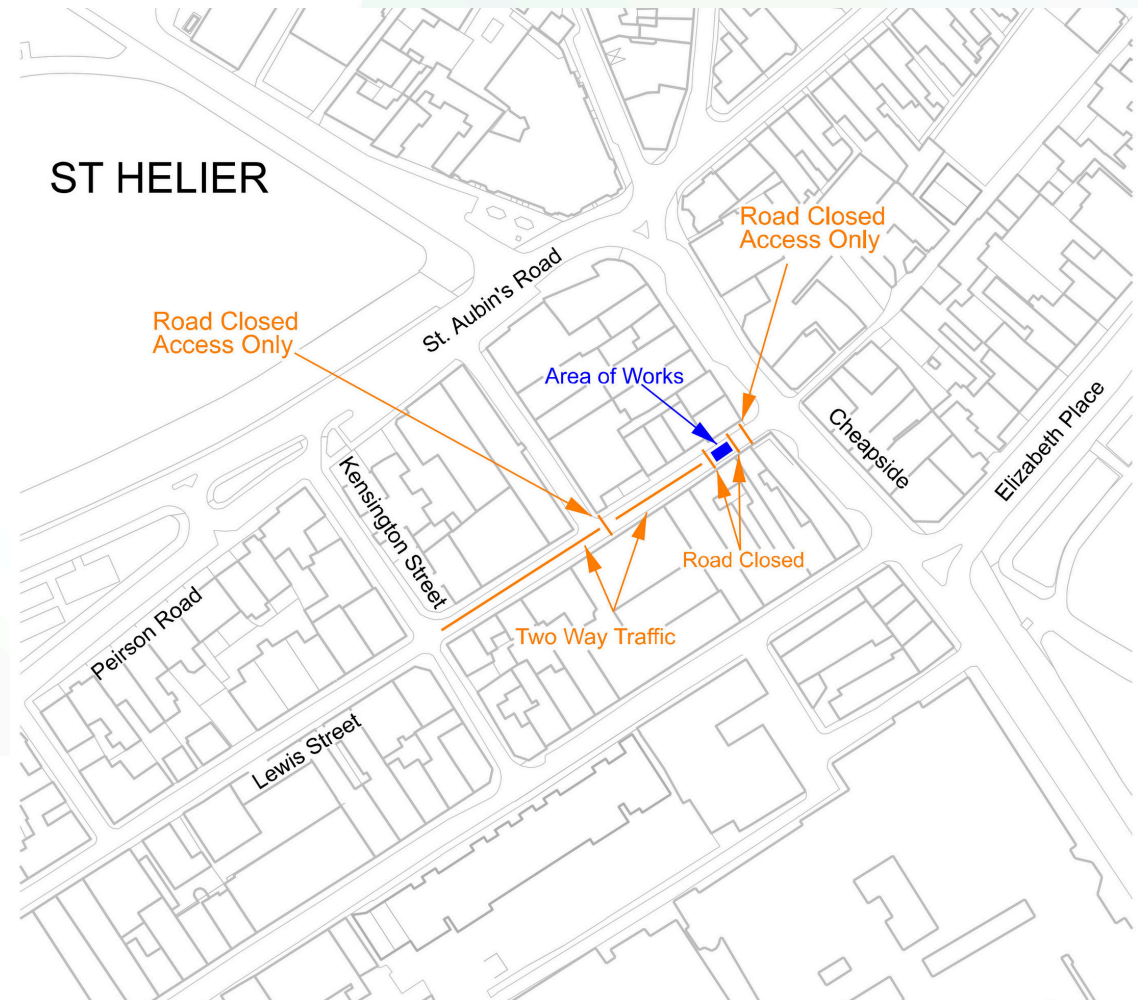 ST HELIER
Road Closed
Access Only
St. Aubin's Road
Road Closed
Access Only
Area of Works
Cheapside
Elizabeth Place
Kensington Street
Road Closed
Two Way Traffic
Peirson Road
Lewis Street